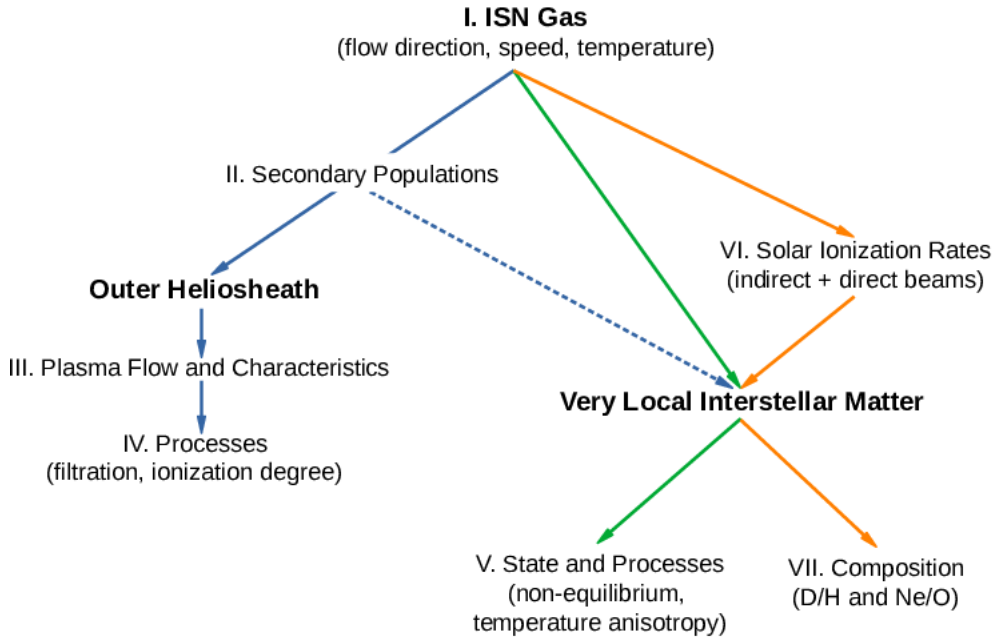 I. ISN Gas
(flow direction, speed, temperature)
II. Secondary Populations
VI. Solar Ionization Rates
(indirect + direct beams)
Outer Heliosheath
III. Plasma Flow and Characteristics
Very Local Interstellar Matter
IV. Processes
(filtration, ionization degree)
V. State and Processes
(non-equilibrium,
temperature anisotropy)
VII. Composition
(D/H and Ne/O)